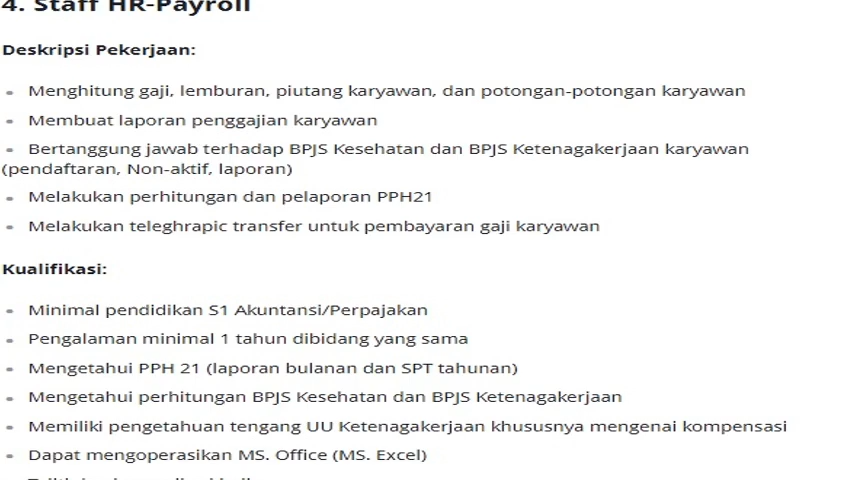 4. Staff HR-Payroll
Deskripsi Pekerjaan:
Menghitung gaji, lemburan, piutang karyawan, dan potongan-potongan karyawan
Membuat laporan penggajian karyawan
Bertanggung jawab terhadap BPJS Kesehatan dan BPJS Ketenagakerjaan karyawan
(pendaftaran, Non-aktif, laporan)
Melakukan perhitungan dan pelaporan PPH21
Melakukan teleghrapic transfer untuk pembayaran gaji karyawan
Kualifikasi:
Minimal pendidikan S1 Akuntansi/Perpajakan
Pengalaman minimal 1 tahun dibidang yang sama
Mengetahui PPH 21 (laporan bulanan dan SPT tahunan)
Mengetahui perhitungan BPJS Kesehatan dan BPJS Ketenagakerjaan
Memiliki pengetahuan tengang UU Ketenagakerjaan khususnya mengenai kompensasi
Dapat mengoperasikan MS. Office (MS. Excel)